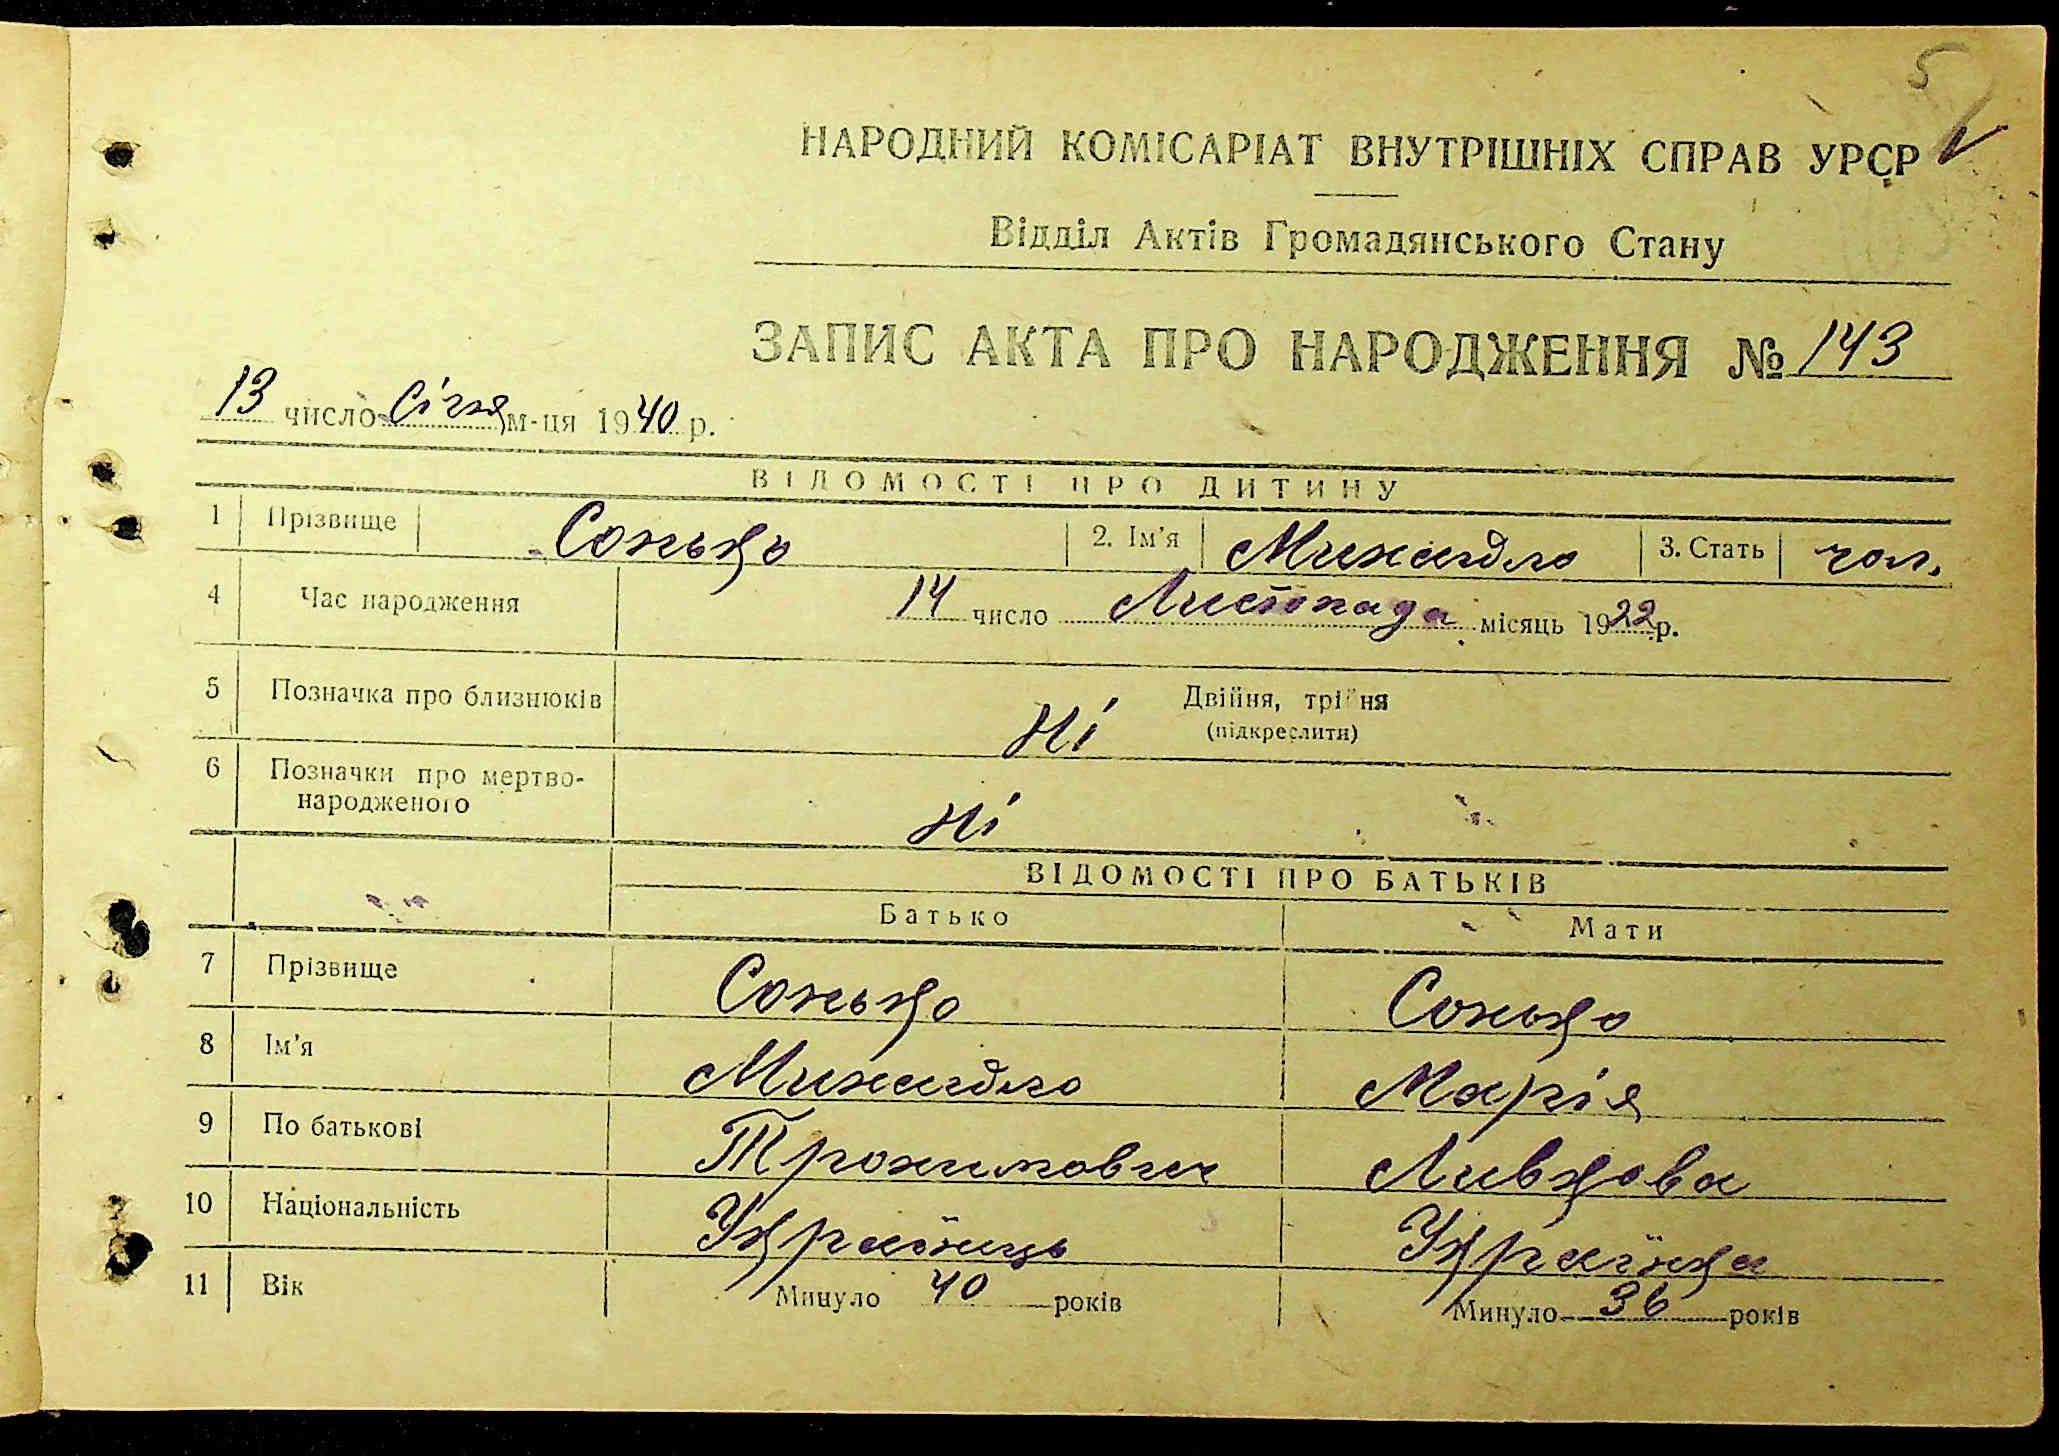 5
НАРОДНИЙ КОМІСАРІАТ ВНУТРІШНІХ СПРАВ УРСР
Відділ Актів Громадянського Стану
ЗАПИС АКТА ПРО НАРОДЖЕННЯ № 143
13 число Січня м-ця 1940 р.
ВІДОМОСТІ ПРО ДИТИНУ
1 Прізвище Сонько 2. Ім'я Михайло 3. Стать чол.
4 Час народження 14 число Листопада місяць 1922 р.
5 Позначка про близнюків Ні Двійня, трійня
(підкреслити)
6 Позначки про мертво-
народженого Ні
ВІДОМОСТІ ПРО БАТЬКІВ
Батько Мати
7 Прізвище Сонько Сонько
8 Ім'я Михайло Марія
9 По батькові Трохимович Ливкова
10 Національність Українець Українка
11 Вік Минуло 40 років Минуло 36 років